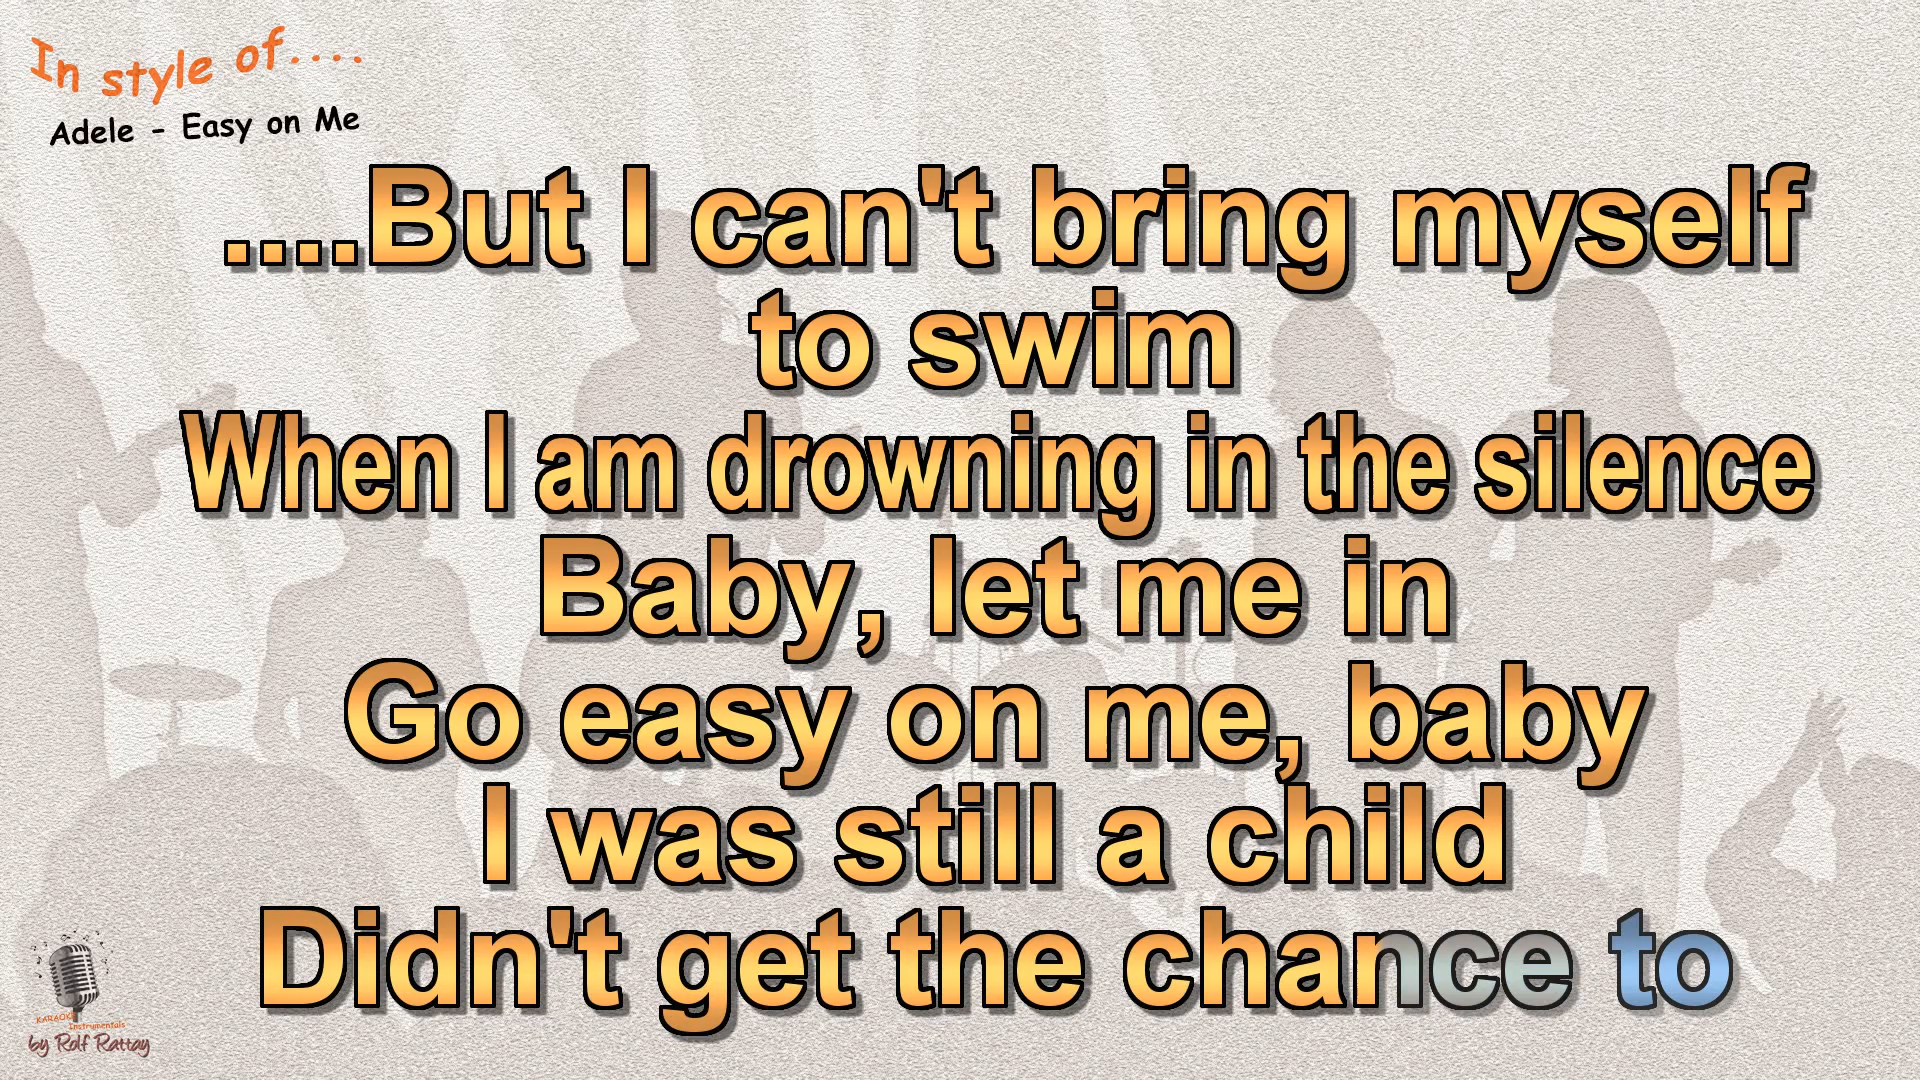 In style of....
Adele - Easy on Me
....But I can't bring myself
to swim
When I am drowning in the silence
Baby, let me in
Go easy on me, baby
I was still a child
Didn't get the chance to
KARAOKE
Instrumentals
by Rolf Rattay